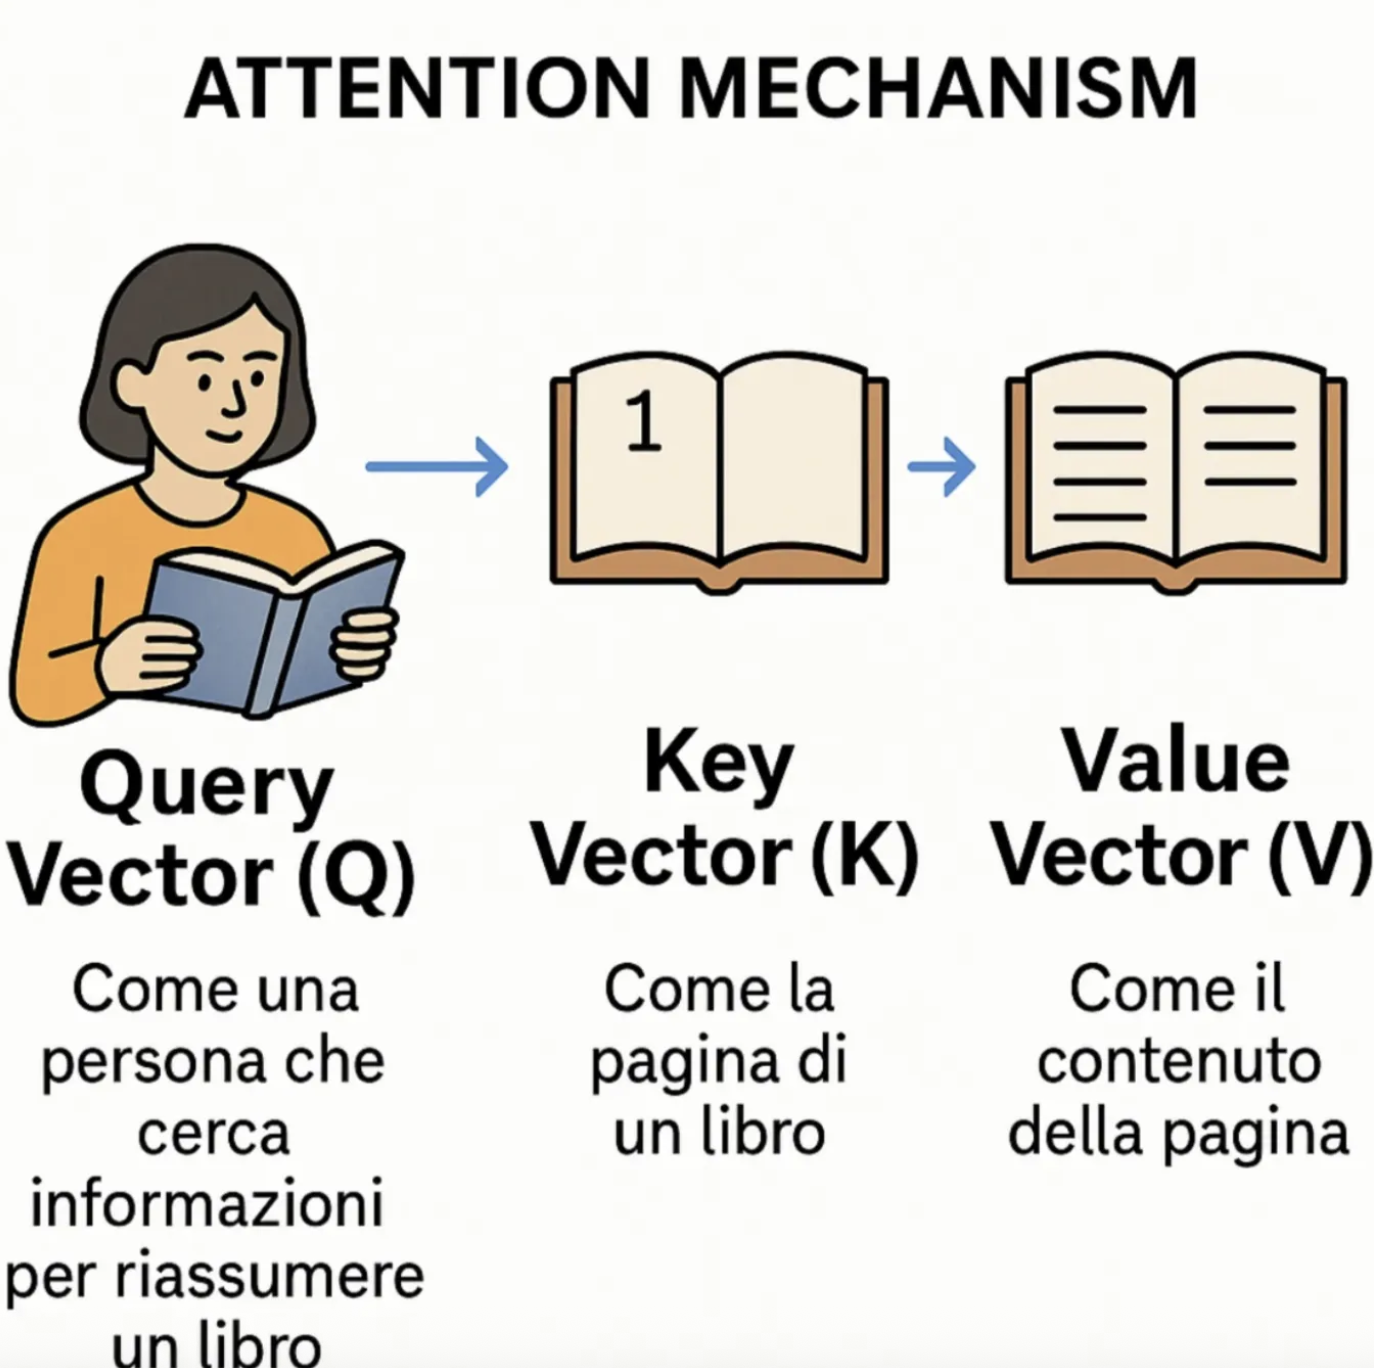 ATTENTION MECHANISM
1
Query
Vector (Q)
Come una
persona che
cerca
informazioni
per riassumere
un libro
Key
Vector (K)
Come la
pagina di
un libro
Value
Vector (V)
Come il
contenuto
della pagina